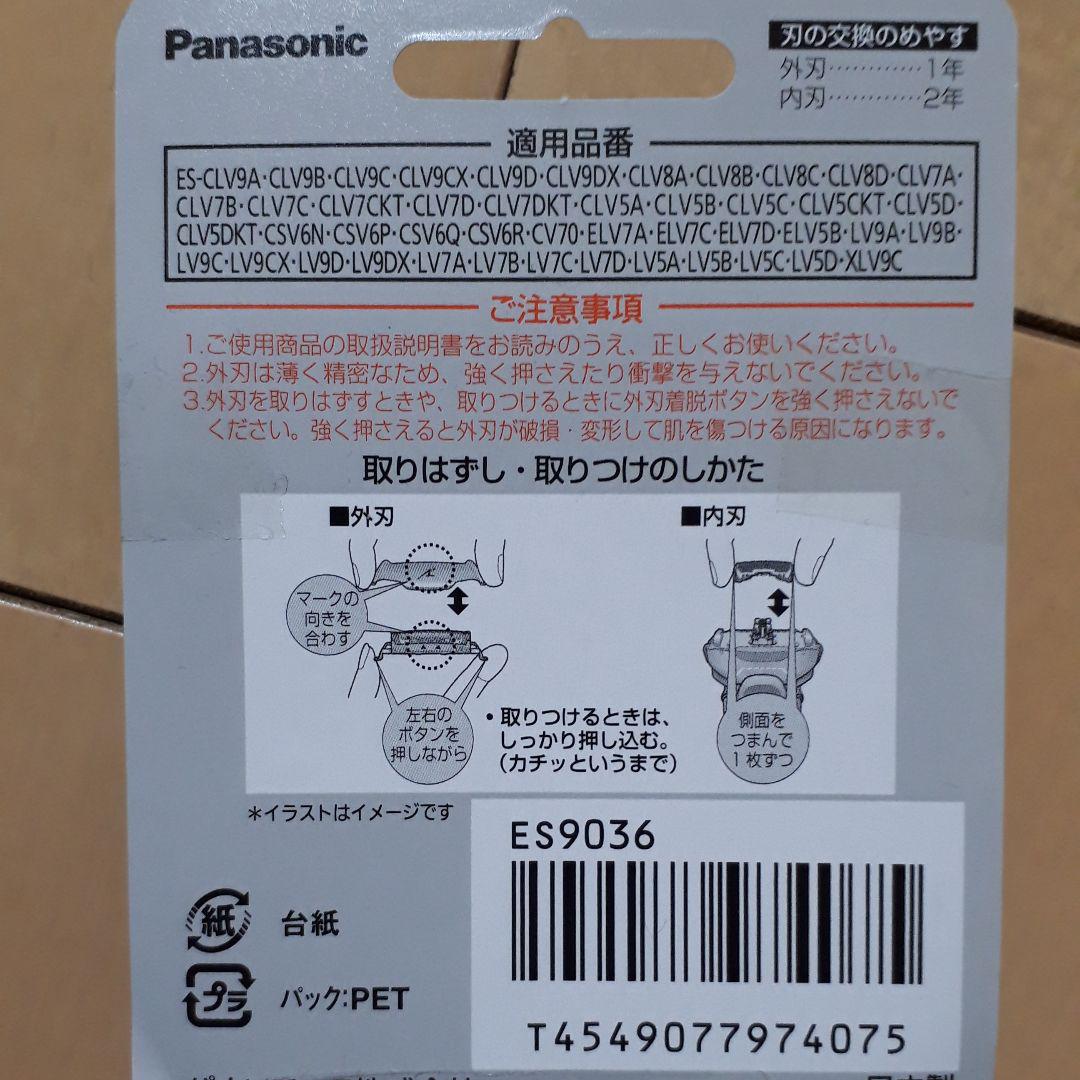 Panasonic
刃の交換のめやす
外刃…………1年
内刃…………2年
適用品番
ES-CLV9A・CLV9B・CLV9C・CLV9CX・CLV9D・CLV9DX・CLV8A・CLV8B・CLV8C・CLV8D・CLV7A・
CLV7B・CLV7C・CLV7CKT・CLV7D・CLV7DKT・CLV5A・CLV5B・CLV5C・CLV5CKT・CLV5D・
CLV5DKT・CSV6N・CSV6P・CSV6Q・CSV6R・CV70・ELV7A・ELV7C・ELV7D・ELV5B・LV9A・LV9B・
LV9C・LV9CX・LV9D・LV9DX・LV7A・LV7B・LV7C・LV7D・LV5A・LV5B・LV5C・LV5D・XLV9C
ご注意事項
1.ご使用商品の取扱説明書をお読みのうえ、正しくお使いください。
2.外刃は薄く精密なため、強く押さえたり衝撃を与えないでください。
3.外刃を取りはずすときや、取りつけるときに外刃着脱ボタンを強く押さえないで
ください。強く押さえると外刃が破損・変形して肌を傷つける原因になります。
取りはずし・取りつけのしかた
■外刃
マークの
向きを
合わす
左右の
ボタンを
押しながら
・取りつけるときは、
しっかり押し込む。
(カチッというまで)
■内刃
側面を
つまんで
1枚ずつ
*イラストはイメージです
ES9036
T4549077974075
紙 台紙
プラ パック:PET